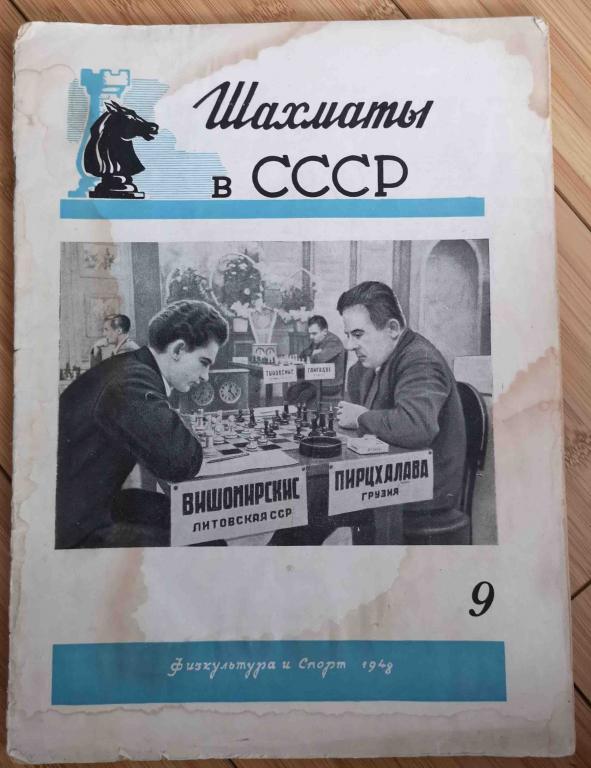 Шахматы
в СССР
ВИШОМИРСКИС
ЛИТОВСКАЯ ССР
ПИРЦХАЛАВА
ГРУЗИЯ
9
Физкультура и Спорт 1948